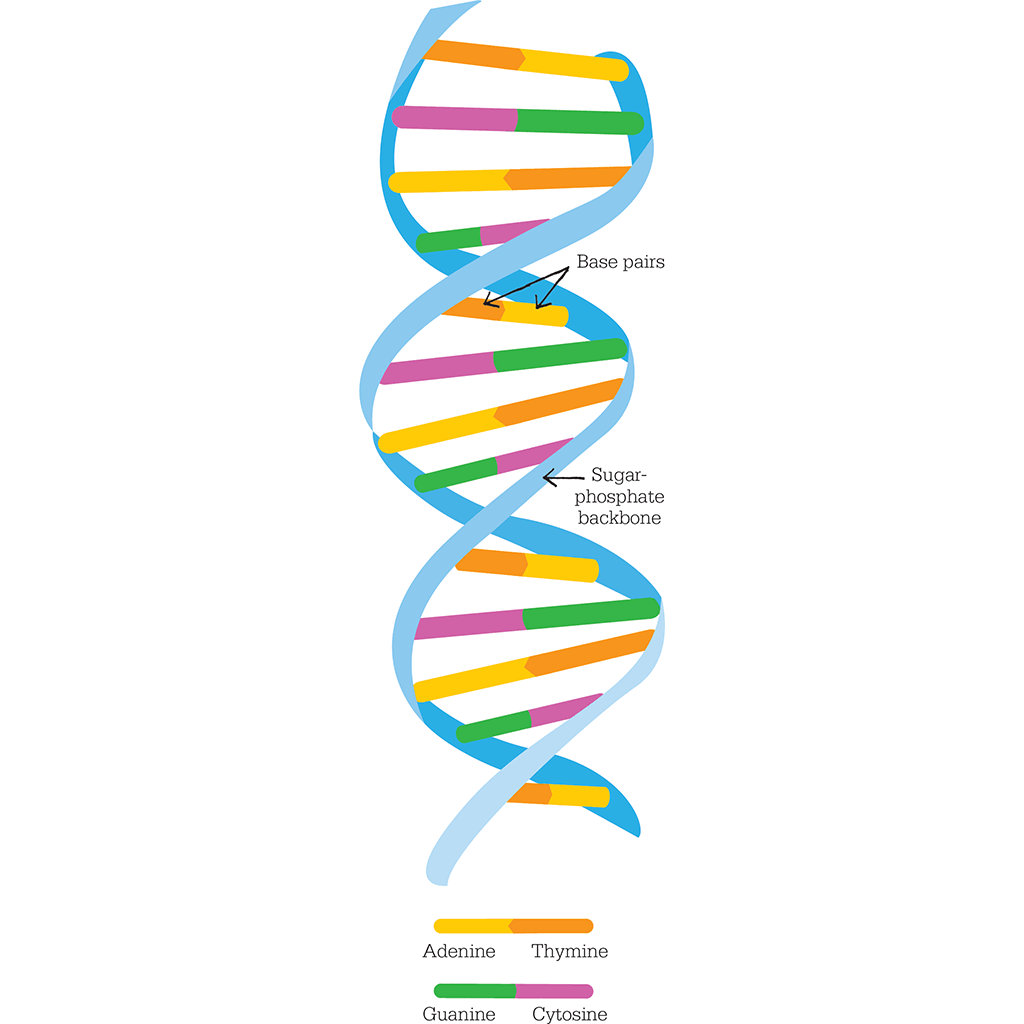 Base pairs
Sugar-
phosphate
backbone
Adenine Thymine
Guanine Cytosine